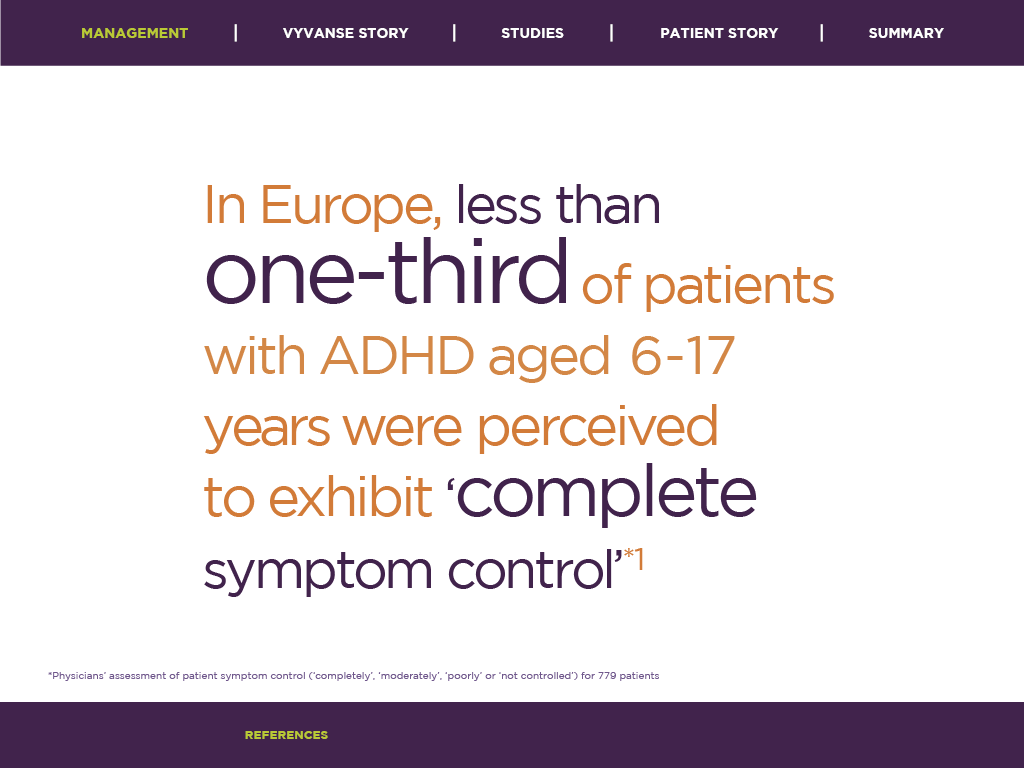 MANAGEMENT | VYVANSE STORY | STUDIES | PATIENT STORY | SUMMARY
In Europe, less than
one-third of patients
with ADHD aged 6-17
years were perceived
to exhibit ‘complete
symptom control’*1
*Physicians’ assessment of patient symptom control (‘completely’, ‘moderately’, ‘poorly’ or ‘not controlled’) for 779 patients
REFERENCES